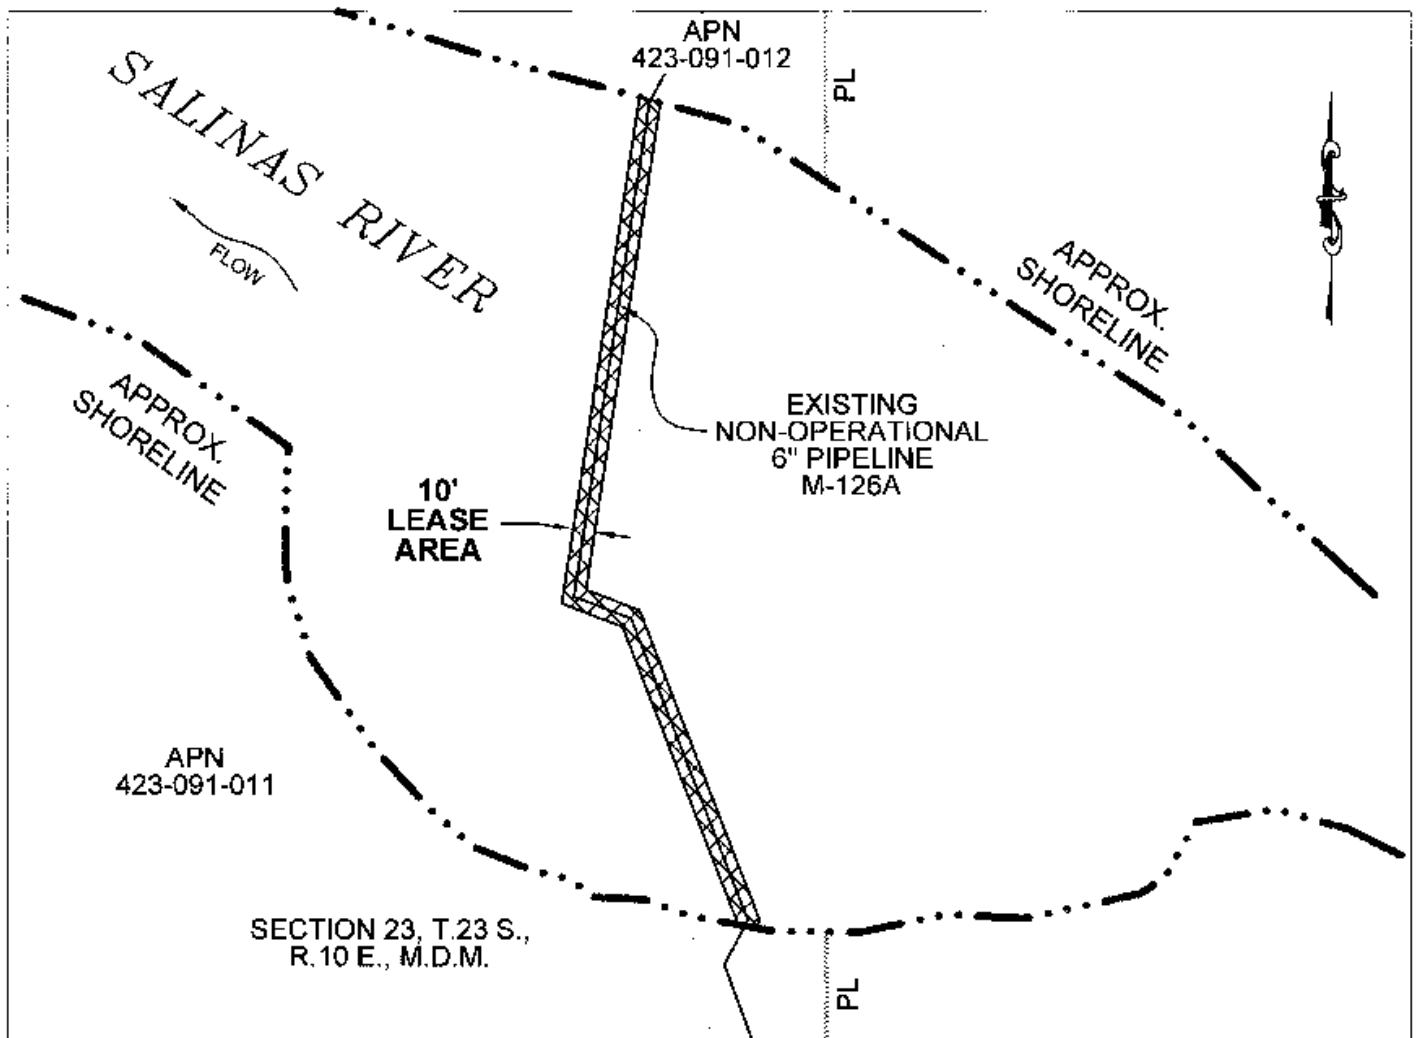 APN
423-091-012
PL
SALINAS RIVER
FLOW
APPROX.
SHORELINE
APPROX.
SHORELINE
EXISTING
NON-OPERATIONAL
6" PIPELINE
M-126A
10'
LEASE
AREA
APN
423-091-011
SECTION 23, T.23 S.,
R.10 E., M.D.M.
PL